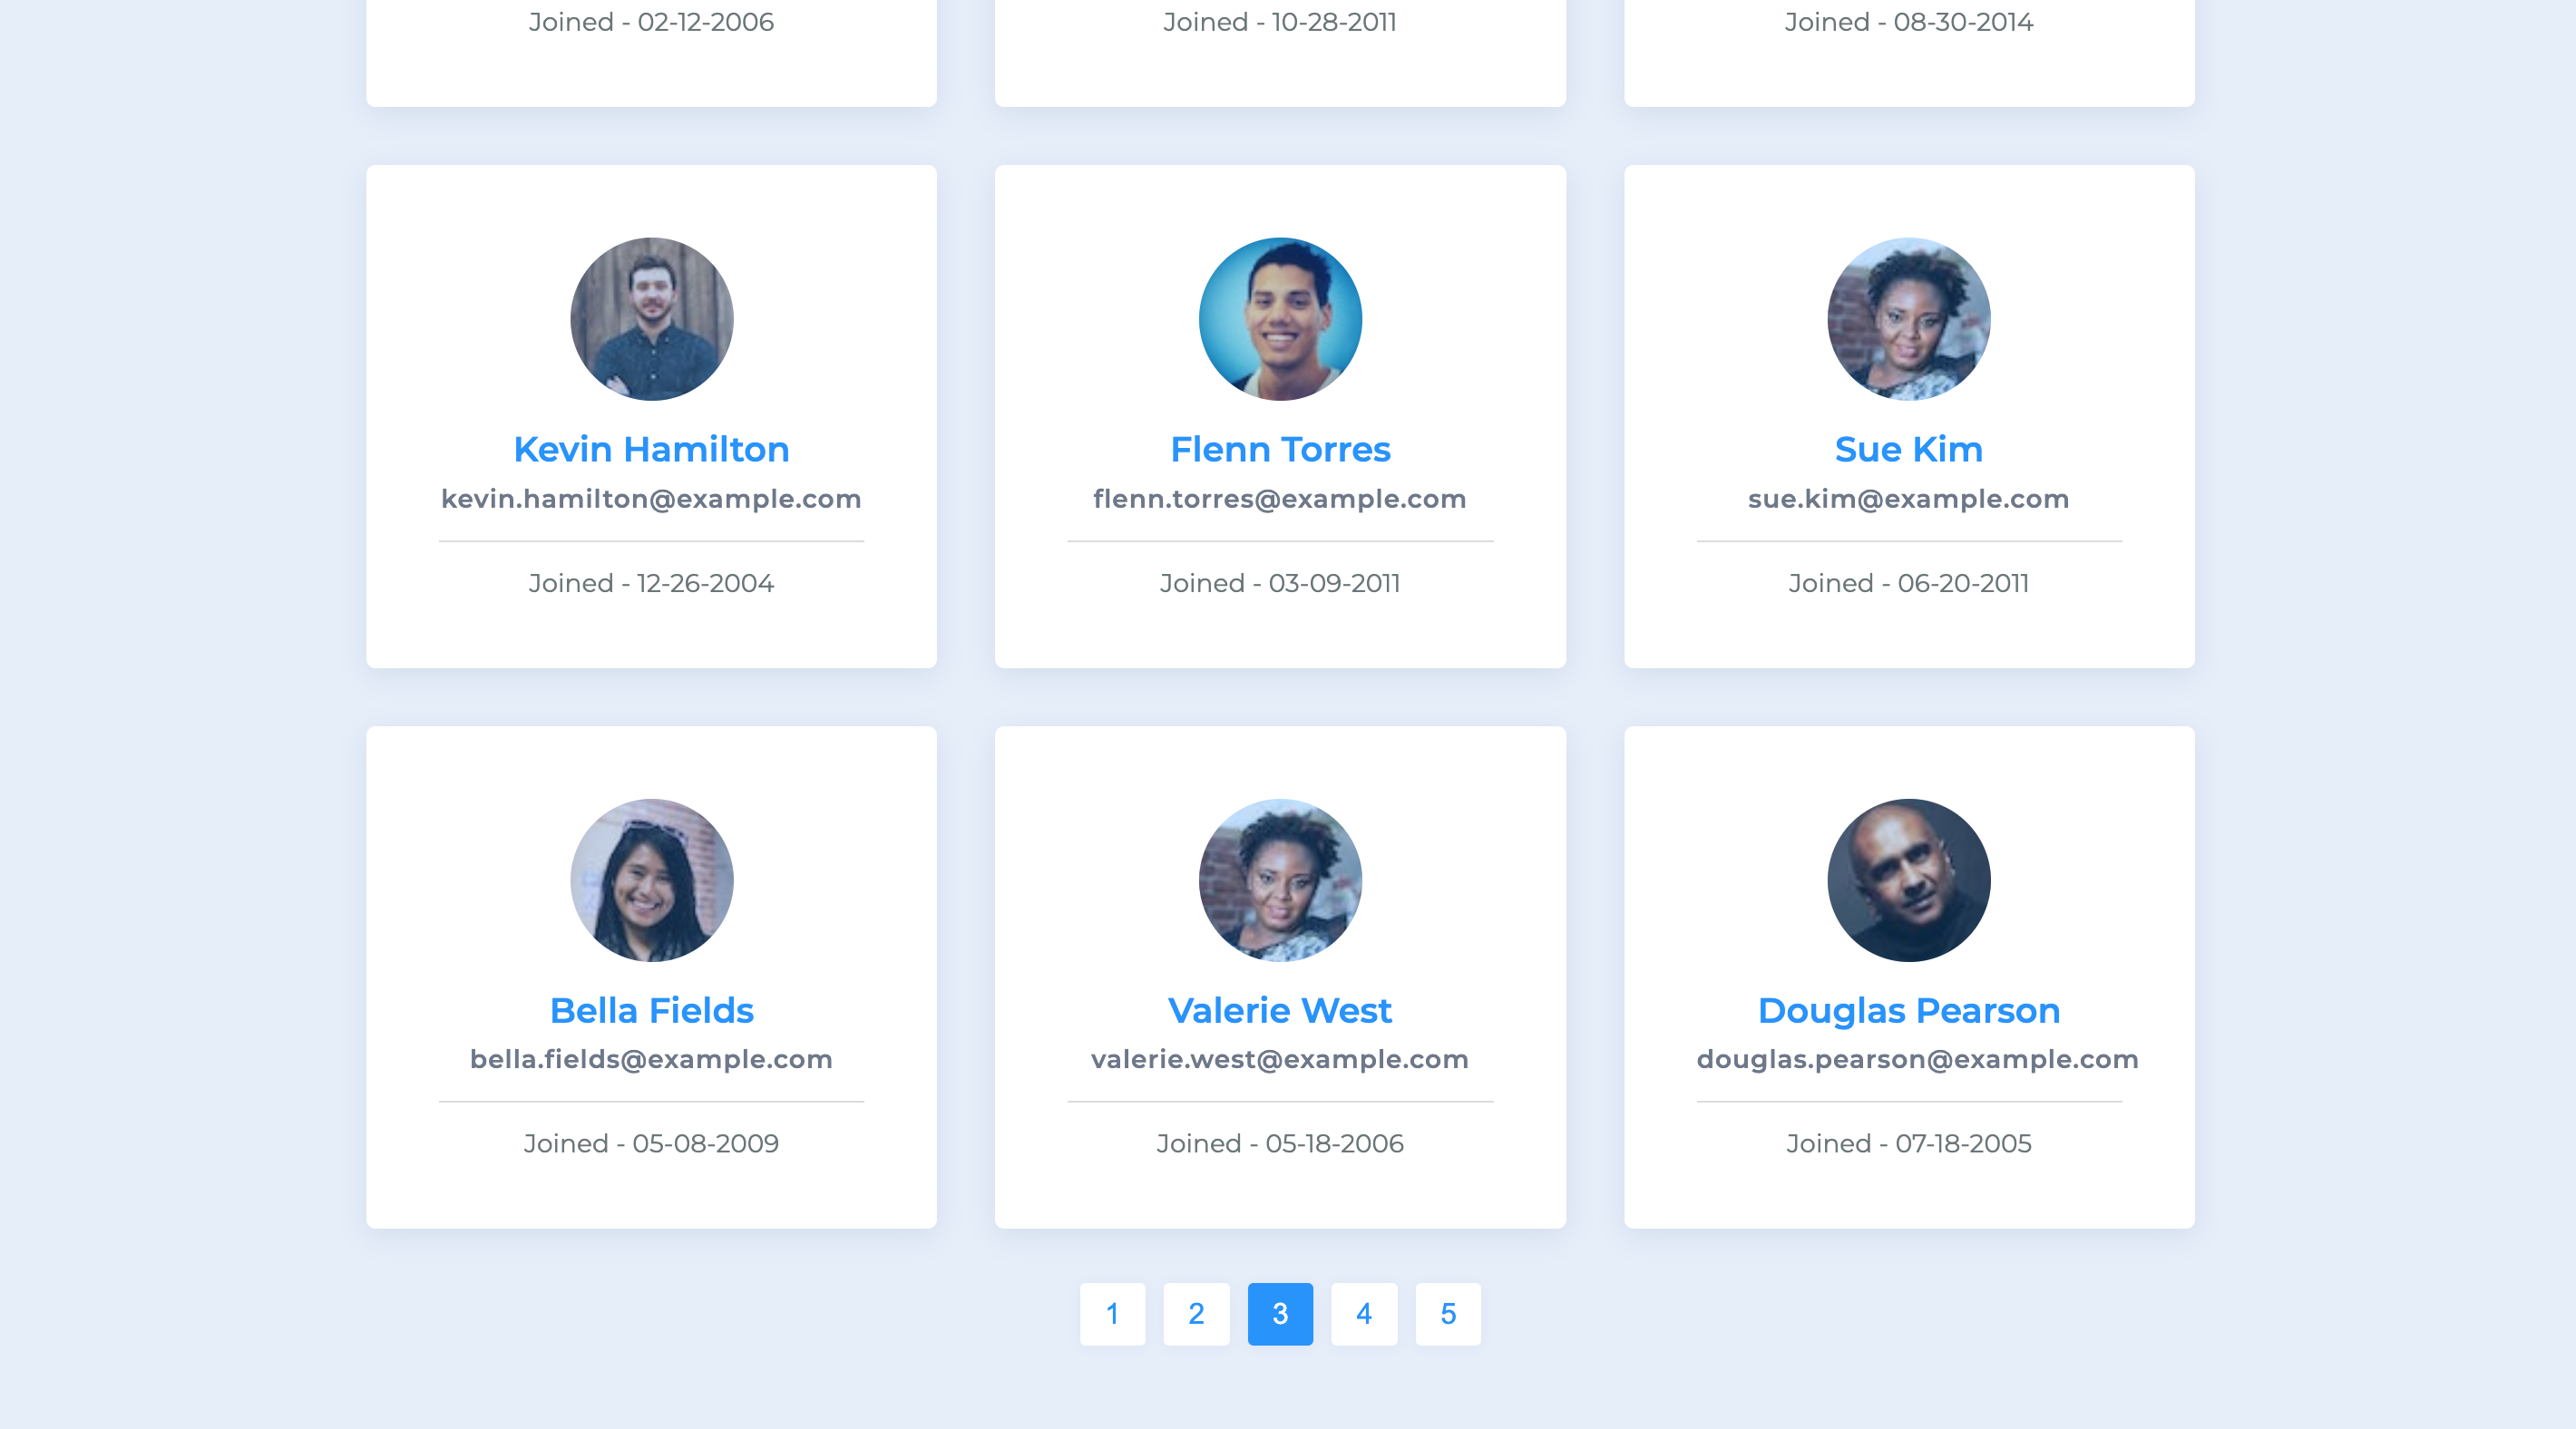 Joined - 02-12-2006
Joined - 10-28-2011
Joined - 08-30-2014
Kevin Hamilton
kevin.hamilton@example.com
Joined - 12-26-2004
Flenn Torres
flenn.torres@example.com
Joined - 03-09-2011
Sue Kim
sue.kim@example.com
Joined - 06-20-2011
Bella Fields
bella.fields@example.com
Joined - 05-08-2009
Valerie West
valerie.west@example.com
Joined - 05-18-2006
Douglas Pearson
douglas.pearson@example.com
Joined - 07-18-2005
1 2 3 4 5